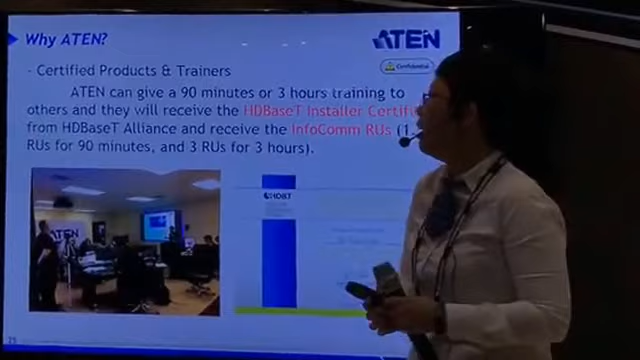 Why ATEN?
ATEN
Confidential
- Certified Products & Trainers
ATEN can give a 90 minutes or 3 hours training to
others and they will receive the HDBaseT Installer Certifi
from HDBaseT Alliance and receive the InfoComm RUs (1.
RUs for 90 minutes, and 3 RUs for 3 hours).
ATEN
HDBT